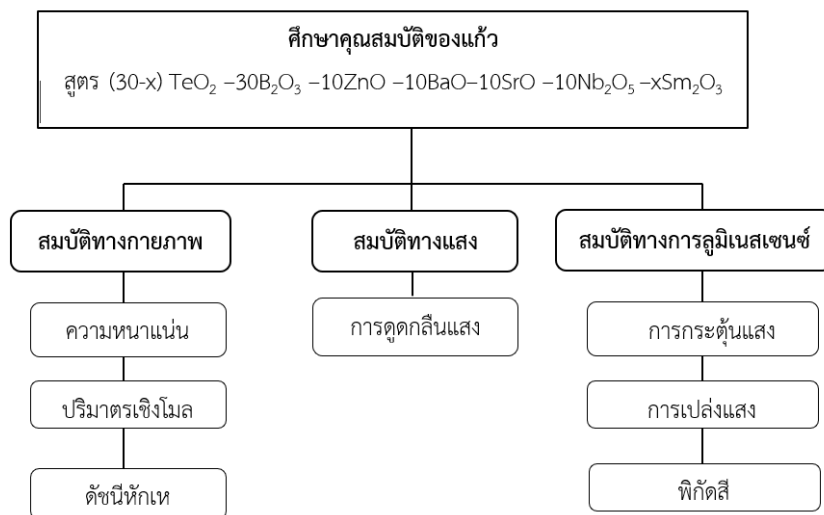 ศึกษาคุณสมบัติของแก้ว
สูตร (30-x) TeO₂ –30B₂O₃ –10ZnO –10BaO–10SrO –10Nb₂O₅ –xSm₂O₃
สมบัติทางกายภาพ
ความหนาแน่น
ปริมาตรเชิงโมล
ดัชนีหักเห
สมบัติทางแสง
การดูดกลืนแสง
สมบัติทางการลูมิเนสเซนซ์
การกระตุ้นแสง
การเปล่งแสง
พิกัดสี